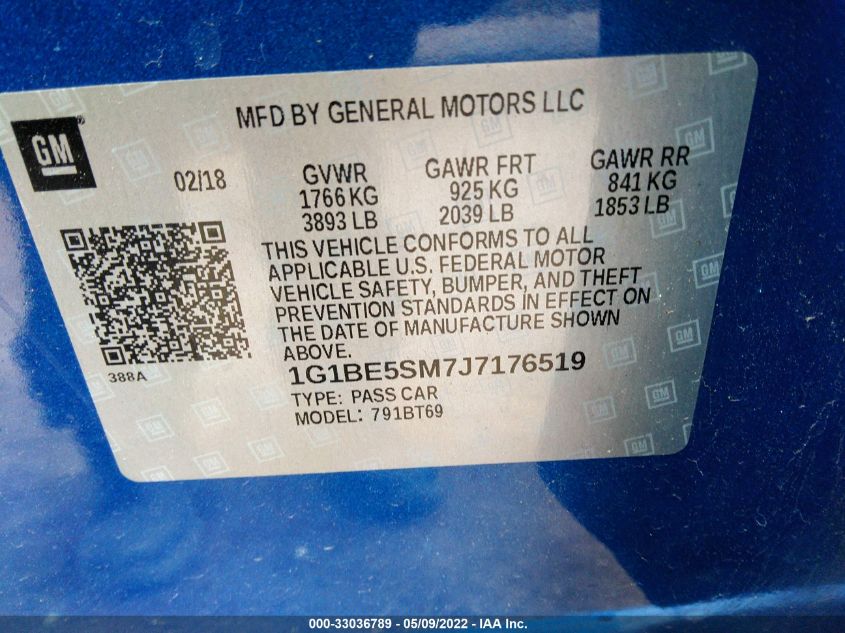 MFD BY GENERAL MOTORS LLC
GM
02/18
GVWR
1766 KG
3893 LB
GAWR FRT
925 KG
2039 LB
GAWR RR
841 KG
1853 LB
THIS VEHICLE CONFORMS TO ALL
APPLICABLE U.S. FEDERAL MOTOR
VEHICLE SAFETY, BUMPER, AND THEFT
PREVENTION STANDARDS IN EFFECT ON
THE DATE OF MANUFACTURE SHOWN
ABOVE.
388A
1G1BE5SM7J7176519
TYPE: PASS CAR
MODEL: 791BT69
000-33036789 - 05/09/2022 - IAA Inc.